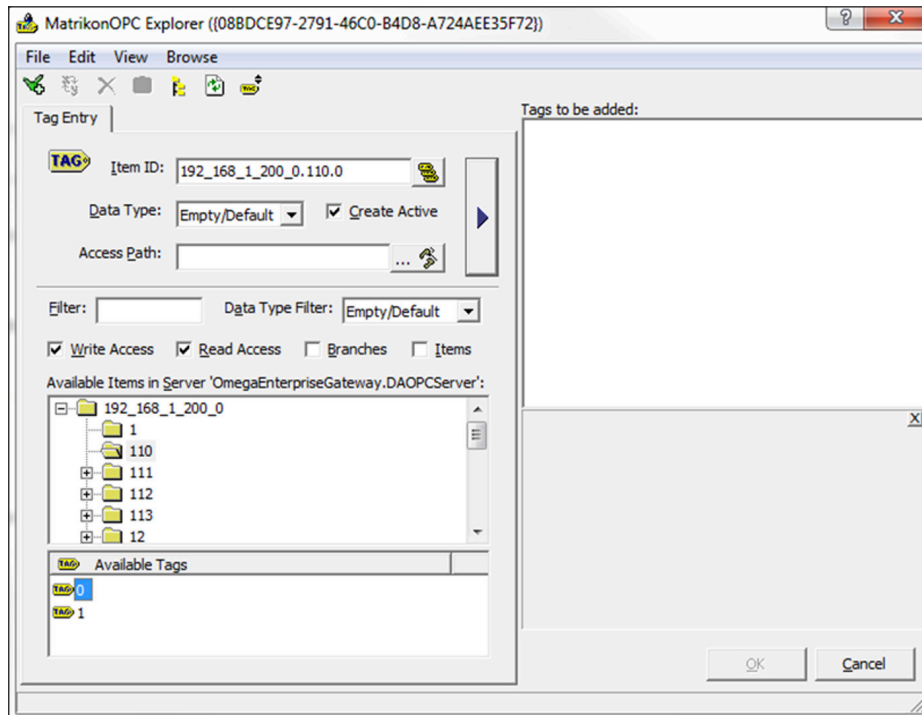 MatrikonOPC Explorer ({08BDCE97-2791-46C0-B4D8-A724AEE35F72})
File Edit View Browse
Tag Entry
TAG Item ID: 192_168_1_200_0.110.0
Data Type: Empty/Default Create Active
Access Path: ...
Filter: Data Type Filter: Empty/Default
Write Access Read Access Branches Items
Available Items in Server 'OmegaEnterpriseGateway.DAOPCServer':
192_168_1_200_0
1
110
111
112
113
12
TAG Available Tags
TAG 0
TAG 1
Tags to be added:
X
OK Cancel